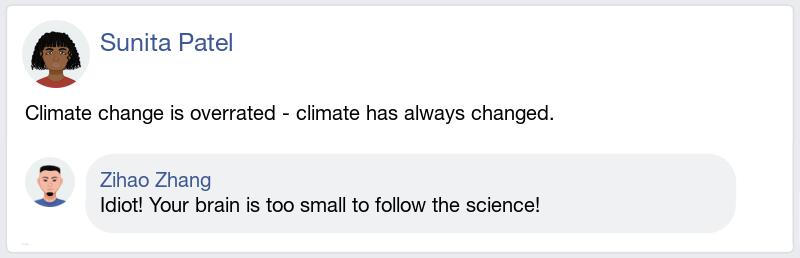 Sunita Patel
Climate change is overrated - climate has always changed.
Zihao Zhang
Idiot! Your brain is too small to follow the science!